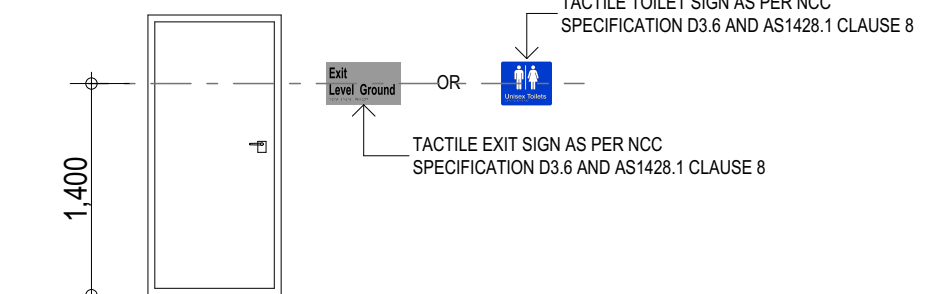 TACTILE TOILET SIGN AS PER NCC
SPECIFICATION D3.6 AND AS1428.1 CLAUSE 8
Exit
Level Ground
OR
Unisex Toilets
TACTILE EXIT SIGN AS PER NCC
SPECIFICATION D3.6 AND AS1428.1 CLAUSE 8
1,400